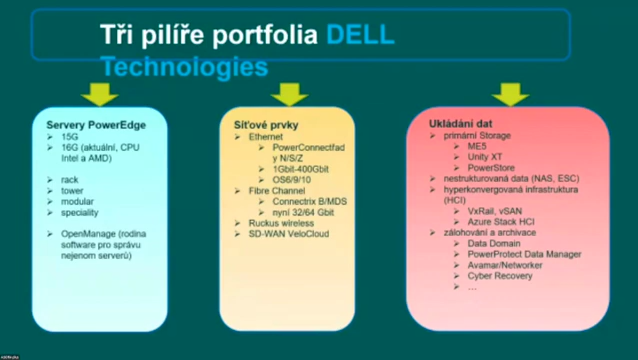 Tři pilíře portfolia DELL
Technologies
Servery PowerEdge
15G
16G (aktuální, CPU
Intel a AMD)
rack
tower
modular
speciality
OpenManage (rodina
software pro správu
nejenom serverů)
Síťové prvky
Ethernet
PowerConnectřad
y N/S/Z
1Gbit-400Gbit
OS6/9/10
Fibre Channel
Connectrix B/MDS
nyní 32/64 Gbit
Ruckus wireless
SD-WAN VeloCloud
Ukládání dat
primární Storage
ME5
Unity XT
PowerStore
nestrukturovaná data (NAS, ESC)
hyperkonvergovaná infrastruktura
(HCI)
VxRail, vSAN
Azure Stack HCI
zálohování a archivace
Data Domain
PowerProtect Data Manager
Avamar/Networker
Cyber Recovery
…